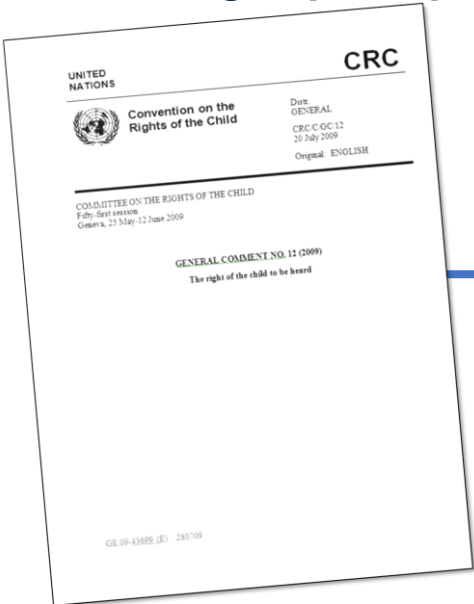 UNITED
NATIONS
CRC
Convention on the
Rights of the Child
Distr.
GENERAL
CRC/C/GC/12
20 July 2009
Original: ENGLISH
COMMITTEE ON THE RIGHTS OF THE CHILD
Fifty-first session
Geneva, 25 May-12 June 2009
GENERAL COMMENT NO. 12 (2009)
The right of the child to be heard
GE.09-43699 (E) 280709